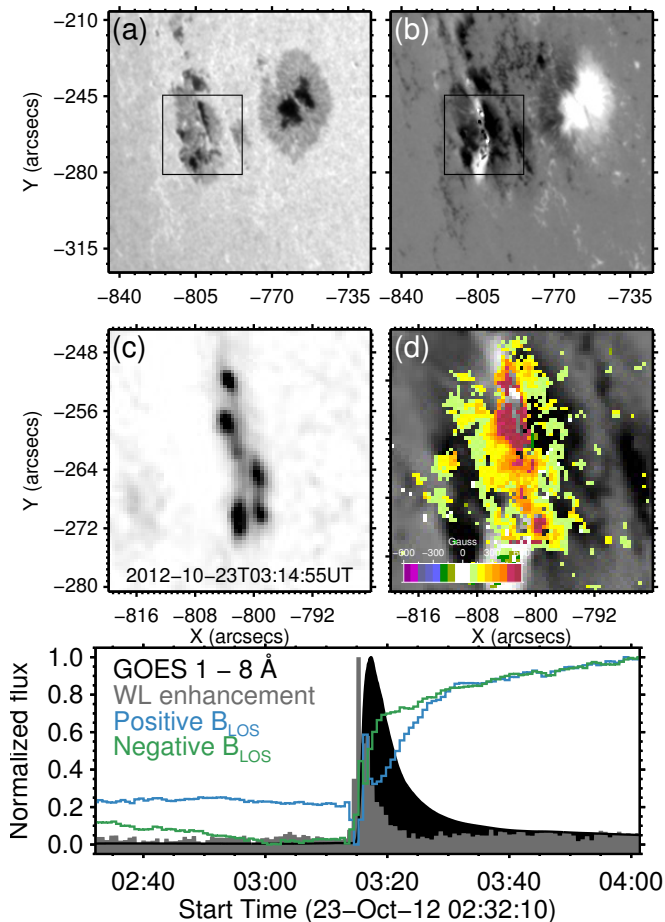 (a)
(b)
Y (arcsecs)
−210
−245
−280
−315
−840 −805 −770 −735
−840 −805 −770 −735
(c)
(d)
Y (arcsecs)
−248
−256
−264
−272
−280
2012−10−23T03:14:55UT
Gauss
−300 0
−816 −808 −800 −792
−816 −808 −800 −792
X (arcsecs)
X (arcsecs)
Normalized flux
1.0
0.8
0.6
0.4
0.2
0.0
GOES 1 − 8 Å
WL enhancement
Positive B_LOS
Negative B_LOS
02:40 03:00 03:20 03:40 04:00
Start Time (23−Oct−12 02:32:10)